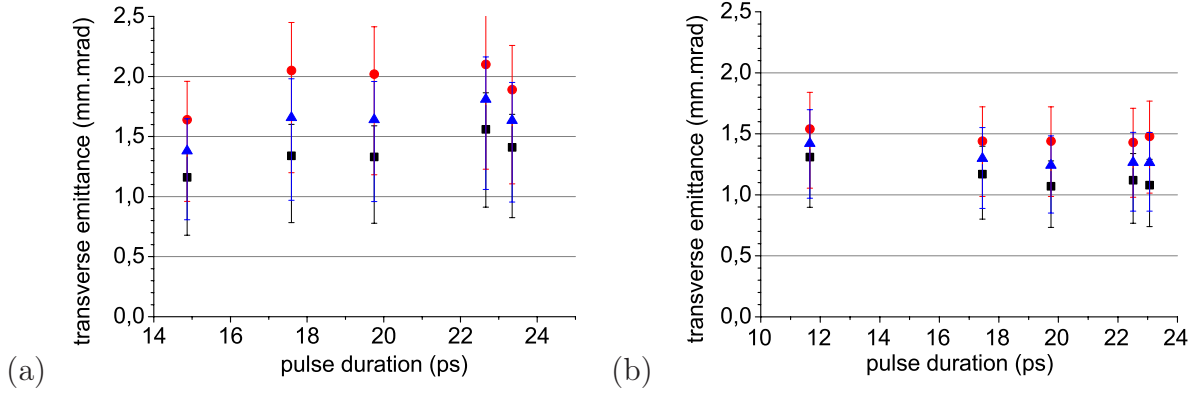 transverse emittance (mm.mrad)
2,5
2,0
1,5
1,0
0,5
0,0
14 16 18 20 22 24
pulse duration (ps)
(a)
transverse emittance (mm.mrad)
2,5
2,0
1,5
1,0
0,5
0,0
10 12 14 16 18 20 22 24
pulse duration (ps)
(b)